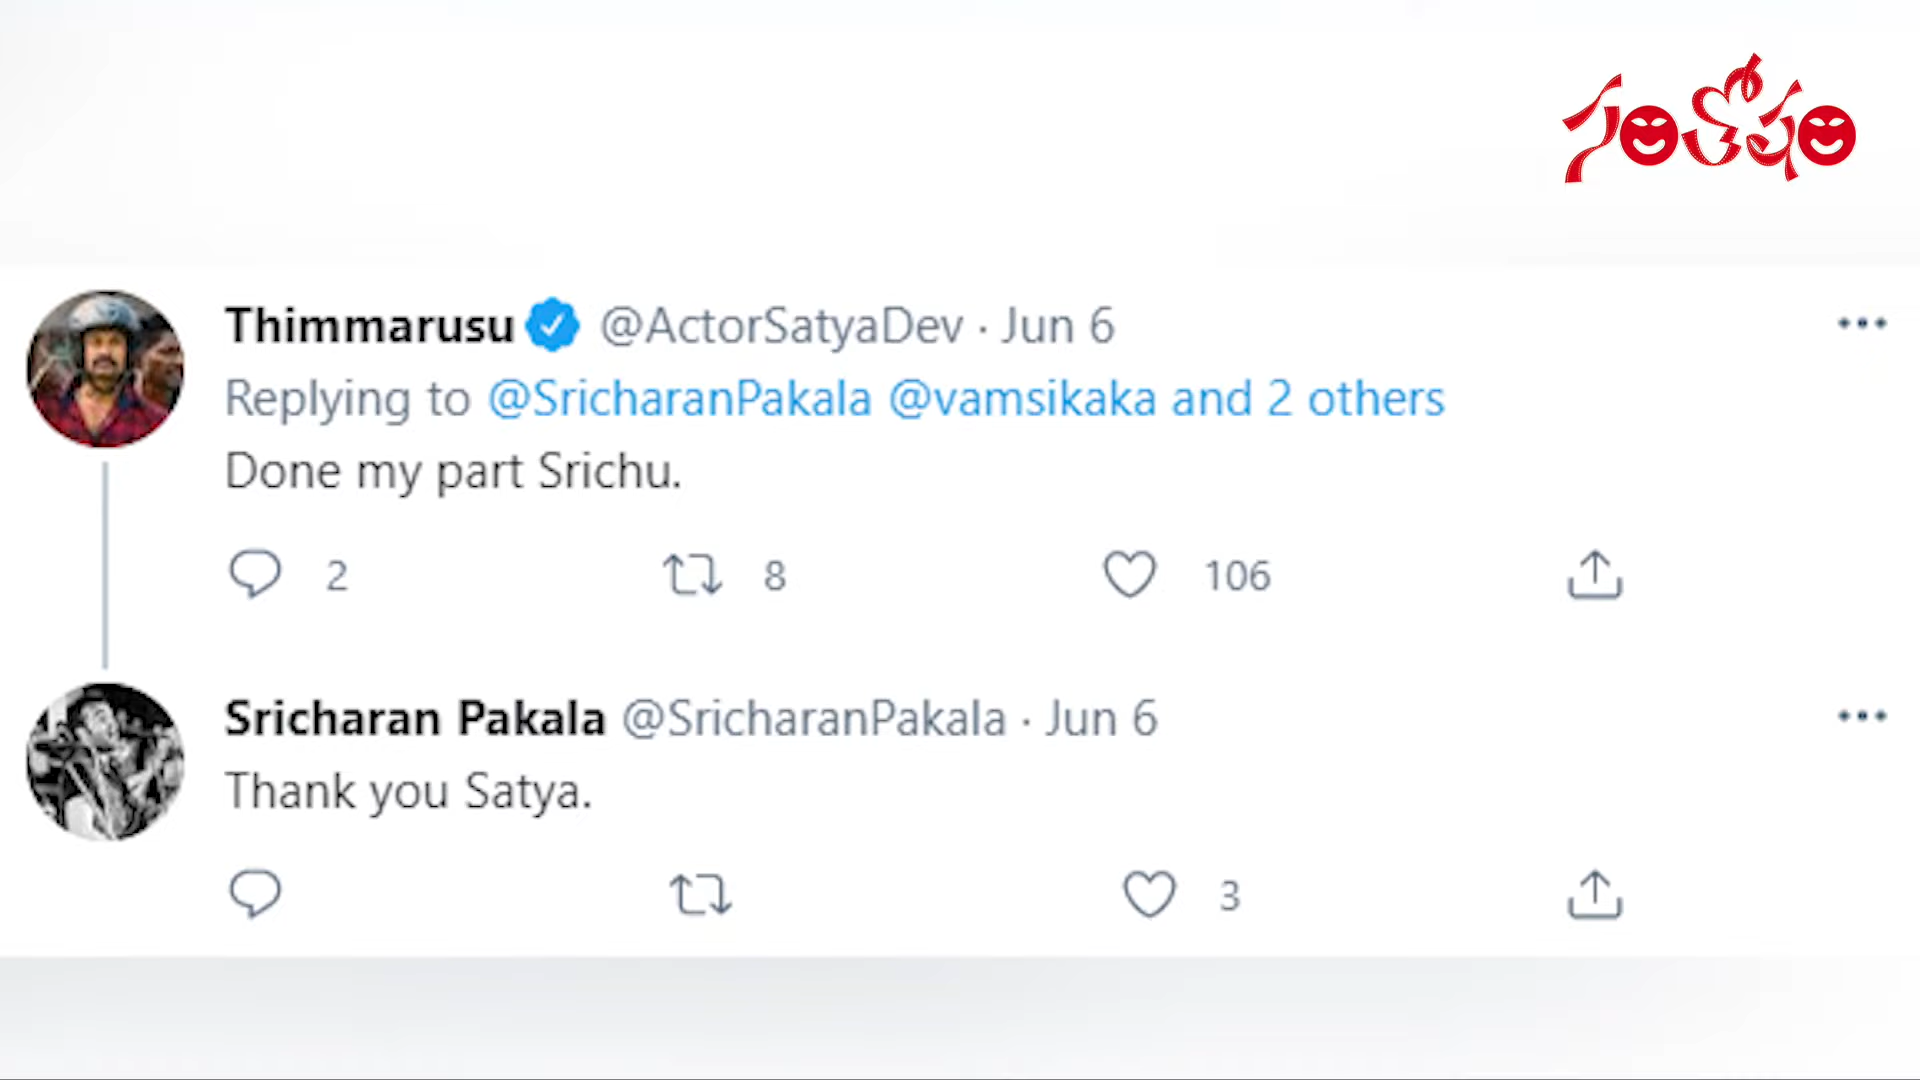 సంతోషం
Thimmarusu @ActorSatyaDev · Jun 6
Replying to @SricharanPakala @vamsikaka and 2 others
Done my part Srichu.
2 8 106
Sricharan Pakala @SricharanPakala · Jun 6
Thank you Satya.
3